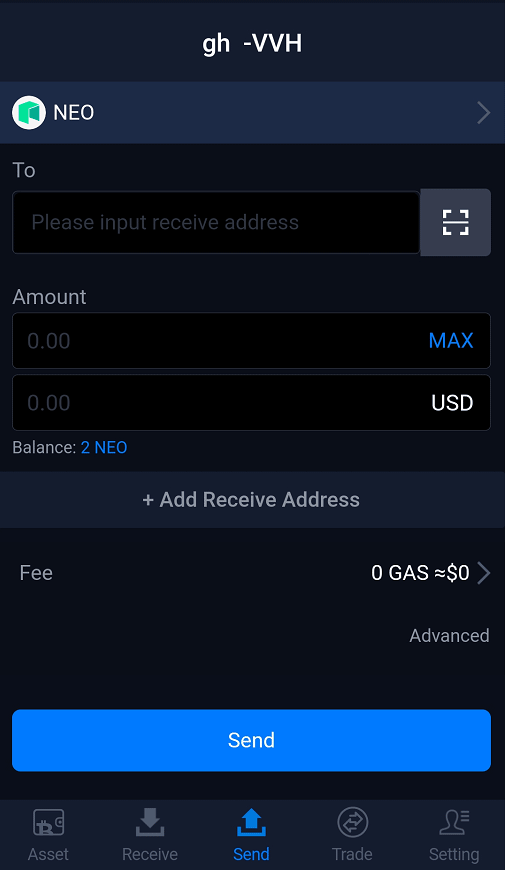 gh -VVH
NEO
To
Please input receive address
Amount
0.00 MAX
0.00 USD
Balance: 2 NEO
+ Add Receive Address
Fee 0 GAS ≈$0
Advanced
Send
Asset Receive Send Trade Setting